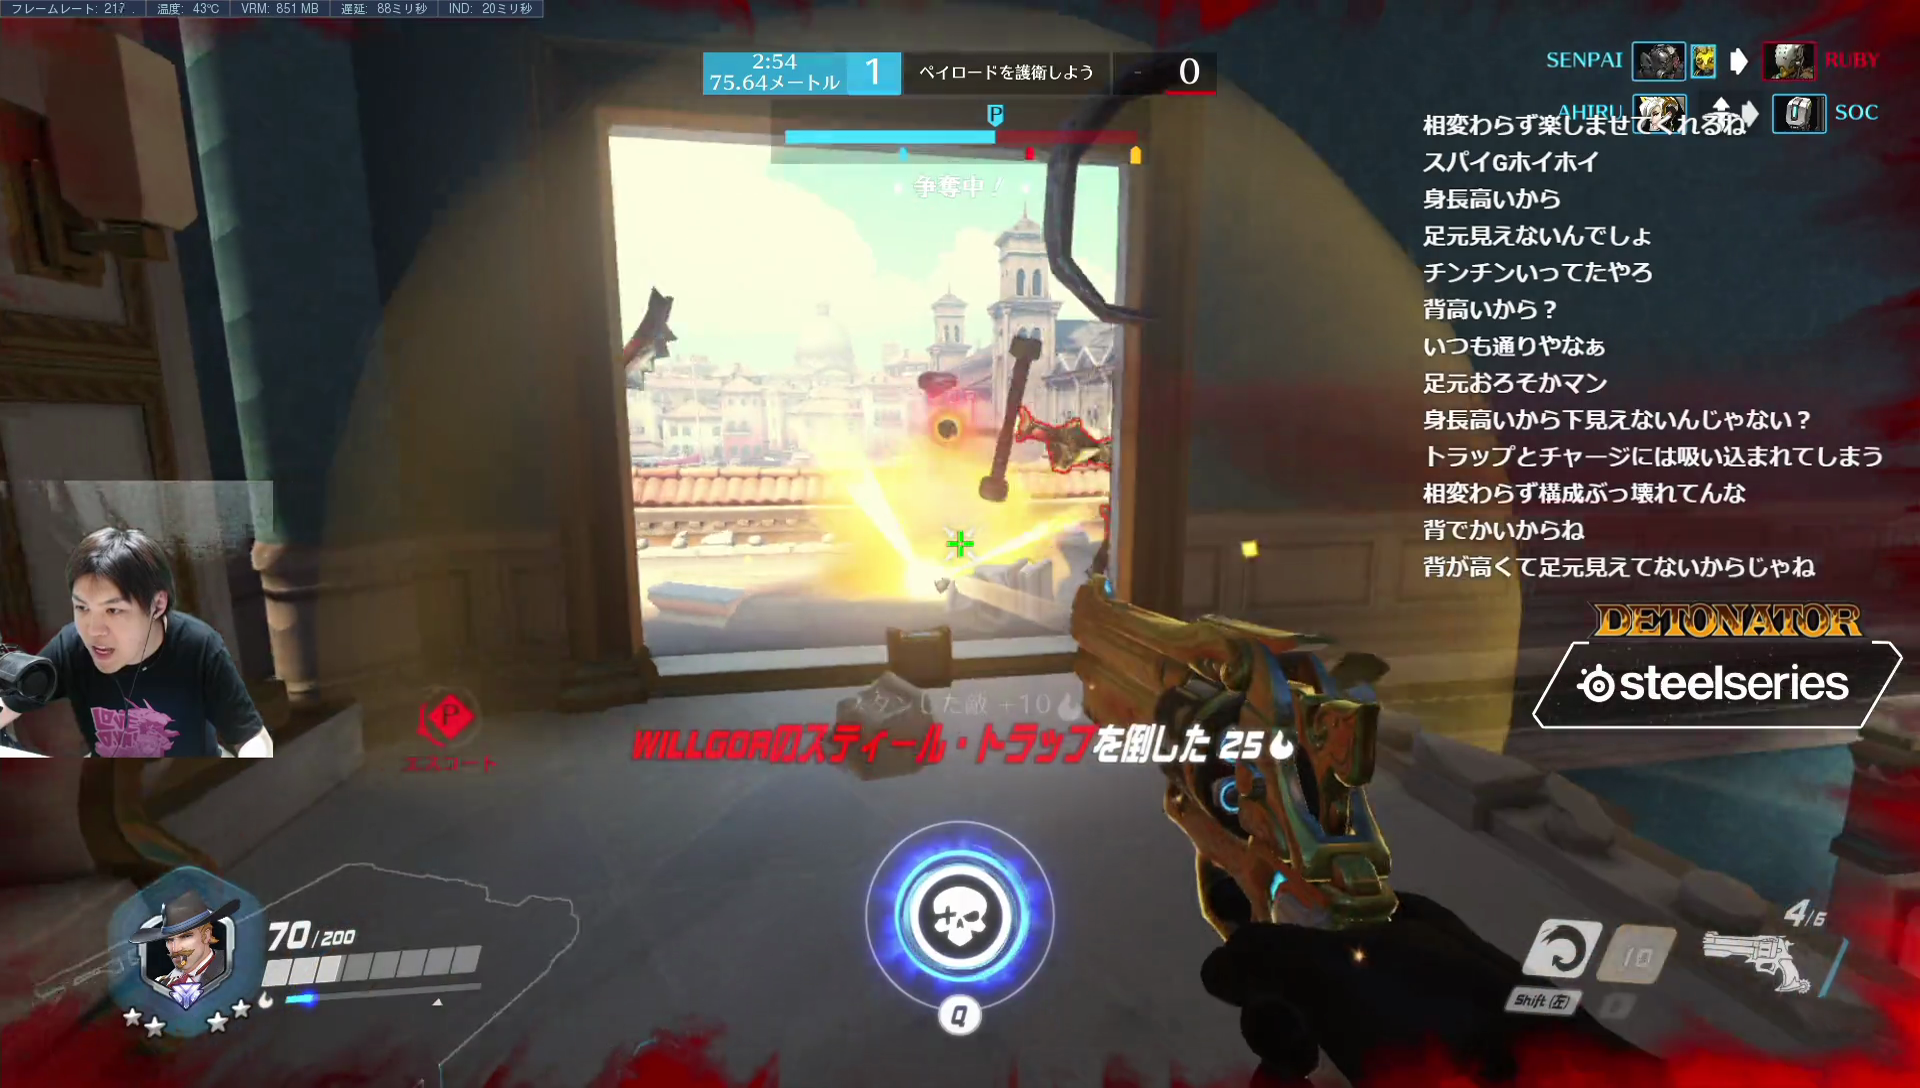 フレームレート: 217 .
温度: 43℃
VRM: 851 MB
遅延: 88ミリ秒
IND: 20ミリ秒
2:54
75.64メートル
1
ペイロードを護衛しよう
-
0
P
争奪中!
SENPAI
RUBY
AHIRU
SOC
相変わらず楽しませてくれるね
スパイGホイホイ
身長高いから
足元見えないんでしょ
チンチンいってたやろ
背高いから?
いつも通りやなぁ
足元おろそかマン
身長高いから下見えないんじゃない?
トラップとチャージには吸い込まれてしまう
相変わらず構成ぶっ壊れてんな
背でかいからね
背が高くて足元見えてないからじゃね
DETONATOR
steelseries
P
エスコート
スタンした敵 +10
WILLGORのスティール・トラップを倒した 25
70/200
Q
Shift (左)
10
4/6